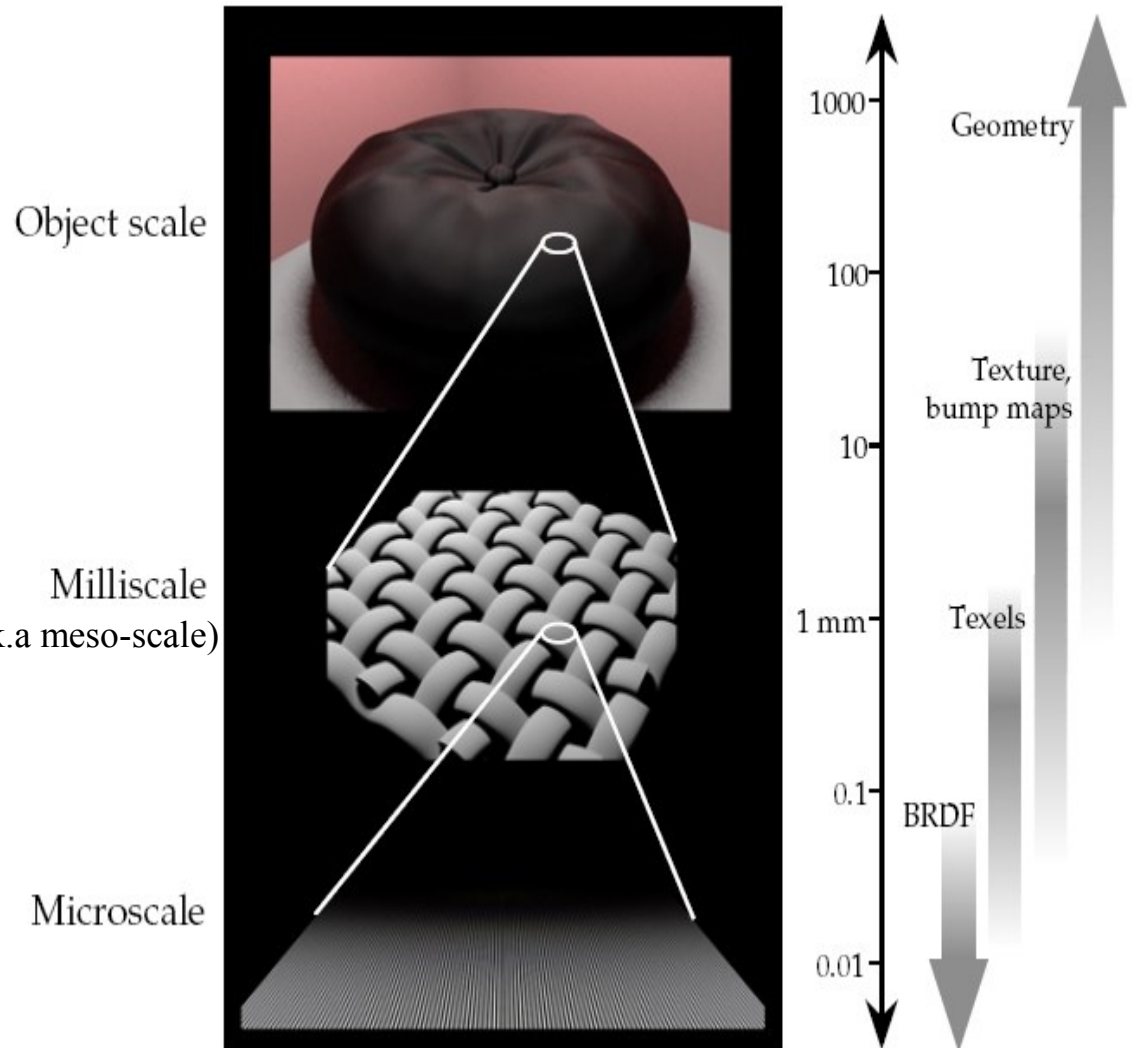 Object scale
Milliscale
k.a meso-scale)
Microscale
1000
100
10
1 mm
0.1
0.01
Geometry
Texture,
bump maps
Texels
BRDF